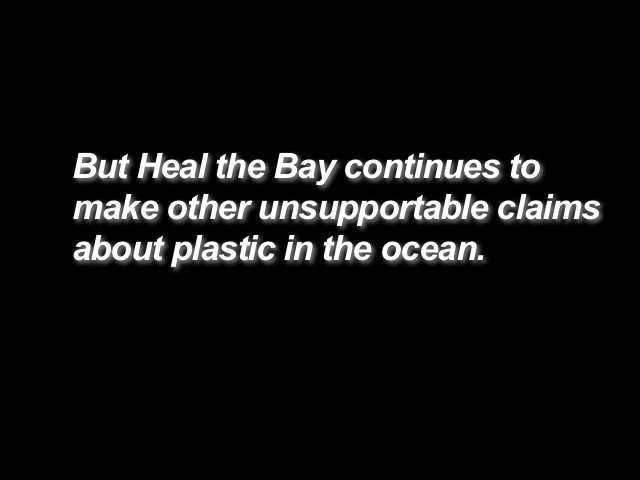 But Heal the Bay continues to
make other unsupportable claims
about plastic in the ocean.